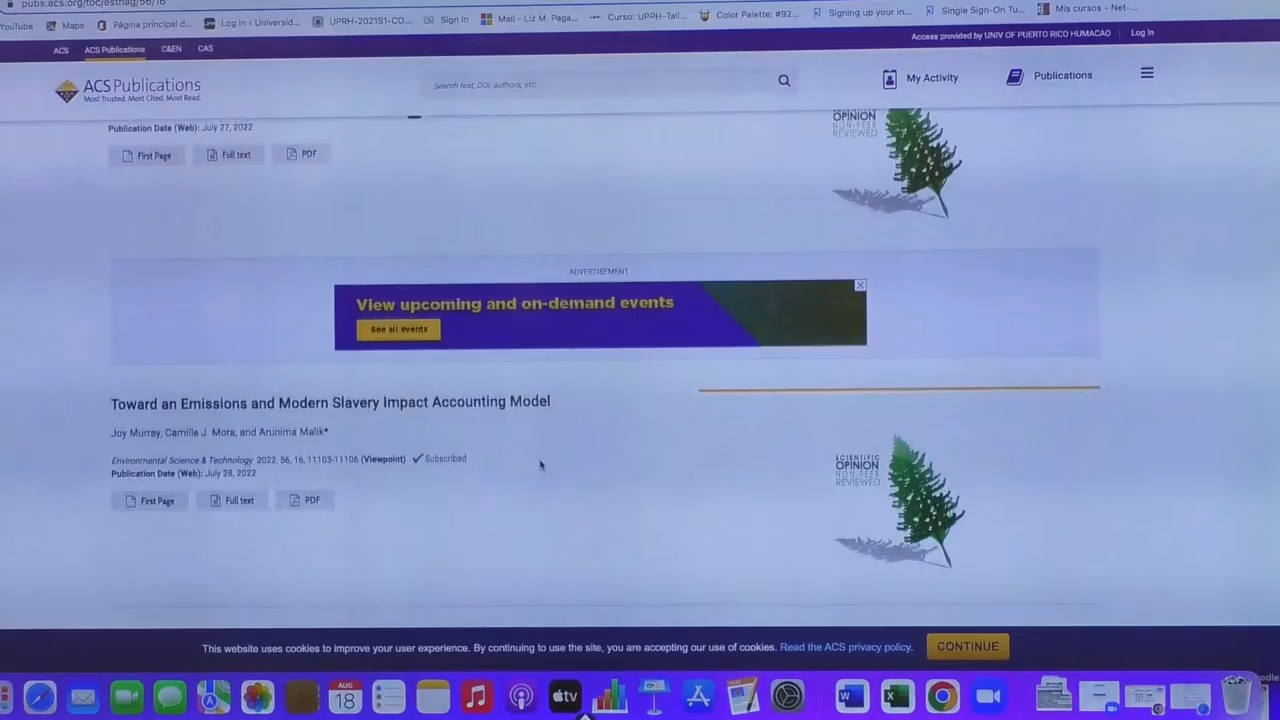 pubs.acs.org/toc/esthag/56/16
YouTube Maps Página principal d... Log In ‹ Universid... UPRH-2021S1-CO... Sign In Mail - Liz M. Paga... Curso: UPRH-Tall... Color Palette: #92... Signing up your in... Single Sign-On Tu... Mis cursos - Net-...
ACS ACS Publications C&EN CAS Access provided by UNIV OF PUERTO RICO HUMACAO Log In
ACS Publications
Most Trusted. Most Cited. Most Read.
Search text, DOI, authors, etc.
My Activity Publications
Publication Date (Web): July 27, 2022
First Page Full text PDF
OPINION
NON-PEER
REVIEWED
ADVERTISEMENT
View upcoming and on-demand events
See all events
Toward an Emissions and Modern Slavery Impact Accounting Model
Joy Murray, Camille J. Mora, and Arunima Malik*
Environmental Science & Technology 2022, 56, 16, 11103-11106 (Viewpoint) Subscribed
Publication Date (Web): July 28, 2022
First Page Full text PDF
SCIENTIFIC
OPINION
NON-PEER
REVIEWED
This website uses cookies to improve your user experience. By continuing to use the site, you are accepting our use of cookies. Read the ACS privacy policy. CONTINUE
AUG
18
tv
W
X